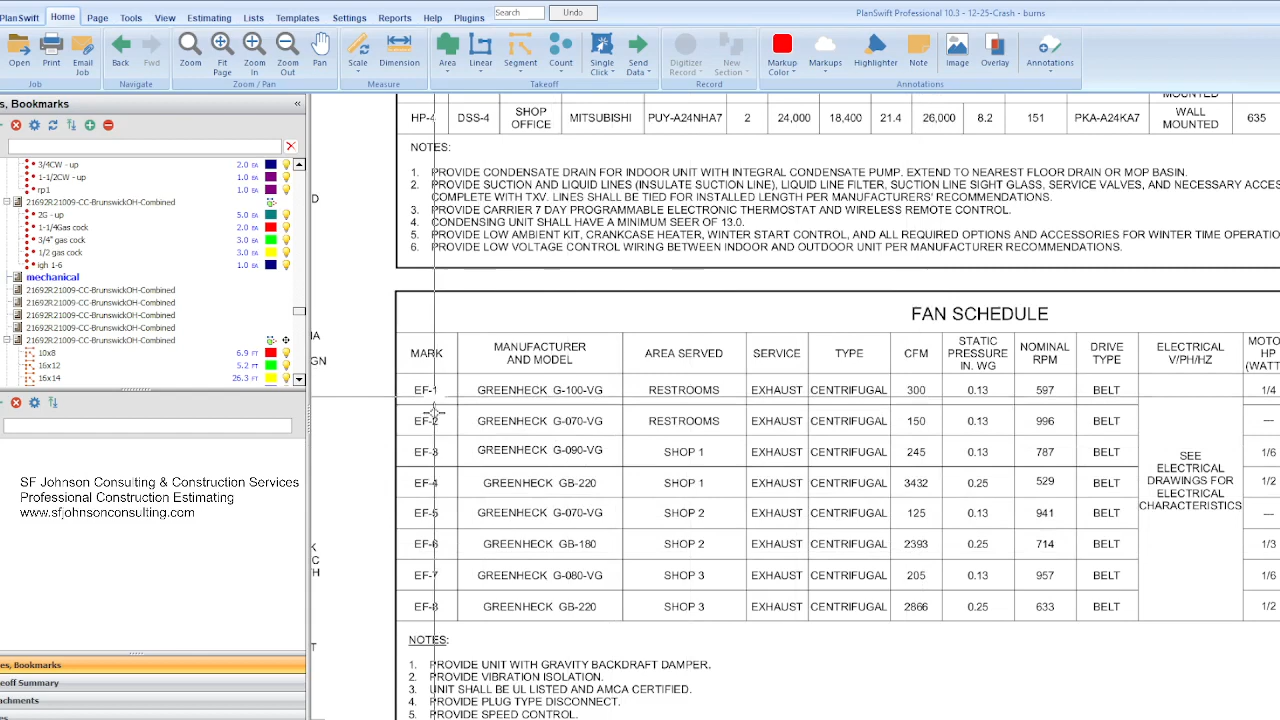 PlanSwift Home Page Tools View Estimating Lists Templates Settings Reports Help Plugins Search Undo PlanSwift Professional 10.3 - 12-25-Crash - burns
Open Print Email Job Back Fwd Zoom Fit Page Zoom In Zoom Out Pan Scale Dimension Area Linear Segment Count Single Click Send Data Digitizer Record New Section Markup Color Markups Highlighter Note Image Overlay Annotations
Job Navigate Zoom / Pan Measure Takeoff Record Annotations
s, Bookmarks
3/4CW - up 2.0 EA
1-1/2CW - up 1.0 EA
rp1 1.0 EA
21692R21009-CC-BrunswickOH-Combined
2G - up 5.0 EA
1-1/4Gas cock 2.0 EA
3/4" gas cock 3.0 EA
1/2 gas cock 3.0 EA
igh 1-6 1.0 EA
mechanical
21692R21009-CC-BrunswickOH-Combined
21692R21009-CC-BrunswickOH-Combined
21692R21009-CC-BrunswickOH-Combined
21692R21009-CC-BrunswickOH-Combined
21692R21009-CC-BrunswickOH-Combined
10x8 6.9 FT
16x12 5.2 FT
16x14 26.3 FT
SF Johnson Consulting & Construction Services
Professional Construction Estimating
www.sfjohnsonconsulting.com
es, Bookmarks
eoff Summary
achments
MOUNTED
HP-4 DSS-4 SHOP OFFICE MITSUBISHI PUY-A24NHA7 2 24,000 18,400 21.4 26,000 8.2 151 PKA-A24KA7 WALL MOUNTED 635
NOTES:
1. PROVIDE CONDENSATE DRAIN FOR INDOOR UNIT WITH INTEGRAL CONDENSATE PUMP. EXTEND TO NEAREST FLOOR DRAIN OR MOP BASIN.
2. PROVIDE SUCTION AND LIQUID LINES (INSULATE SUCTION LINE), LIQUID LINE FILTER, SUCTION LINE SIGHT GLASS, SERVICE VALVES, AND NECESSARY ACCES
COMPLETE WITH TXV. LINES SHALL BE TIED FOR INSTALLED LENGTH PER MANUFACTURERS' RECOMMENDATIONS.
3. PROVIDE CARRIER 7 DAY PROGRAMMABLE ELECTRONIC THERMOSTAT AND WIRELESS REMOTE CONTROL.
4. CONDENSING UNIT SHALL HAVE A MINIMUM SEER OF 13.0.
5. PROVIDE LOW AMBIENT KIT, CRANKCASE HEATER, WINTER START CONTROL, AND ALL REQUIRED OPTIONS AND ACCESSORIES FOR WINTER TIME OPERATIO
6. PROVIDE LOW VOLTAGE CONTROL WIRING BETWEEN INDOOR AND OUTDOOR UNIT PER MANUFACTURER RECOMMENDATIONS.
FAN SCHEDULE
MARK MANUFACTURER AND MODEL AREA SERVED SERVICE TYPE CFM STATIC PRESSURE IN. WG NOMINAL RPM DRIVE TYPE ELECTRICAL V/PH/HZ MOTO HP (WATT
EF-1 GREENHECK G-100-VG RESTROOMS EXHAUST CENTRIFUGAL 300 0.13 597 BELT 1/4
EF-2 GREENHECK G-070-VG RESTROOMS EXHAUST CENTRIFUGAL 150 0.13 996 BELT —
EF-3 GREENHECK G-090-VG SHOP 1 EXHAUST CENTRIFUGAL 245 0.13 787 BELT 1/6
EF-4 GREENHECK GB-220 SHOP 1 EXHAUST CENTRIFUGAL 3432 0.25 529 BELT 1/2
EF-5 GREENHECK G-070-VG SHOP 2 EXHAUST CENTRIFUGAL 125 0.13 941 BELT —
EF-6 GREENHECK GB-180 SHOP 2 EXHAUST CENTRIFUGAL 2393 0.25 714 BELT 1/3
EF-7 GREENHECK G-080-VG SHOP 3 EXHAUST CENTRIFUGAL 205 0.13 957 BELT 1/6
EF-8 GREENHECK GB-220 SHOP 3 EXHAUST CENTRIFUGAL 2866 0.25 633 BELT 1/2
SEE
ELECTRICAL
DRAWINGS FOR
ELECTRICAL
CHARACTERISTICS
NOTES:
1. PROVIDE UNIT WITH GRAVITY BACKDRAFT DAMPER.
2. PROVIDE VIBRATION ISOLATION.
3. UNIT SHALL BE UL LISTED AND AMCA CERTIFIED.
4. PROVIDE PLUG TYPE DISCONNECT.
5. PROVIDE SPEED CONTROL.